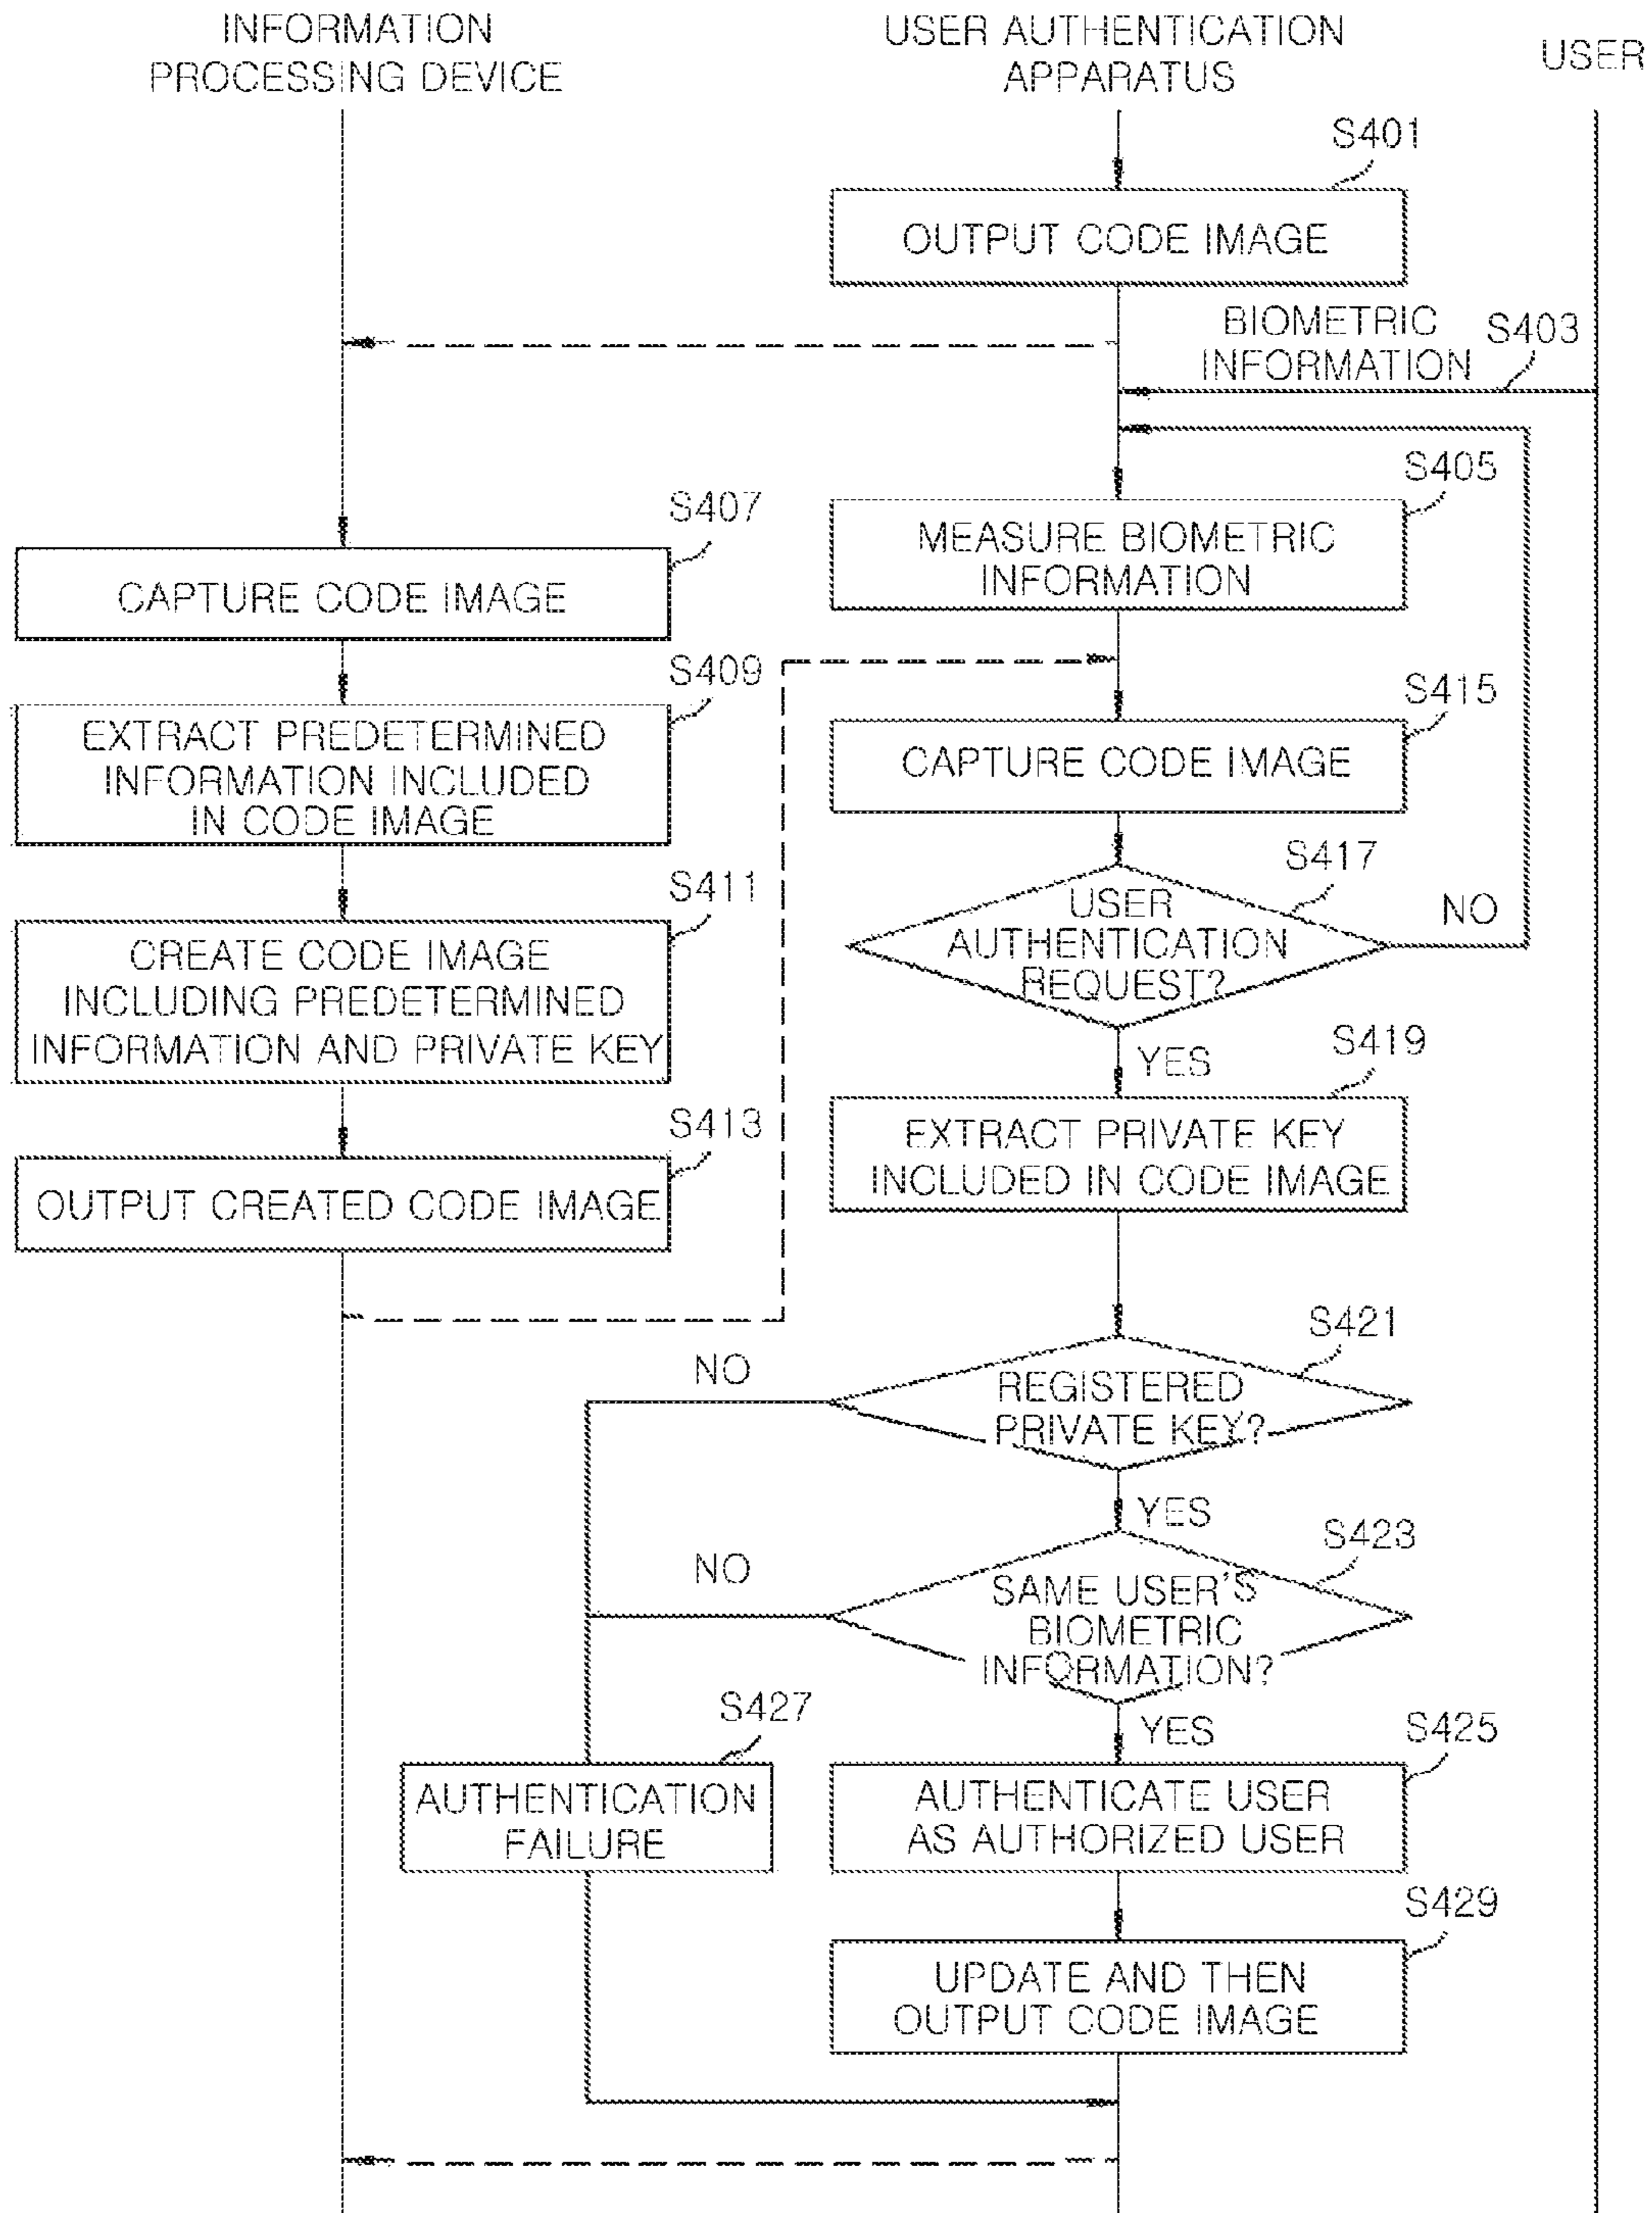 INFORMATION
PROCESSING DEVICE
USER AUTHENTICATION
APPARATUS
USER
S401
OUTPUT CODE IMAGE
BIOMETRIC
INFORMATION
S403
S405
MEASURE BIOMETRIC
INFORMATION
S407
CAPTURE CODE IMAGE
S409
EXTRACT PREDETERMINED
INFORMATION INCLUDED
IN CODE IMAGE
S415
CAPTURE CODE IMAGE
S411
CREATE CODE IMAGE
INCLUDING PREDETERMINED
INFORMATION AND PRIVATE KEY
S417
USER
AUTHENTICATION
REQUEST?
NO
YES
S413
OUTPUT CREATED CODE IMAGE
S419
EXTRACT PRIVATE KEY
INCLUDED IN CODE IMAGE
S421
REGISTERED
PRIVATE KEY?
NO
YES
S423
SAME USER'S
BIOMETRIC
INFORMATION?
NO
YES
S427
AUTHENTICATION
FAILURE
S425
AUTHENTICATE USER
AS AUTHORIZED USER
S429
UPDATE AND THEN
OUTPUT CODE IMAGE